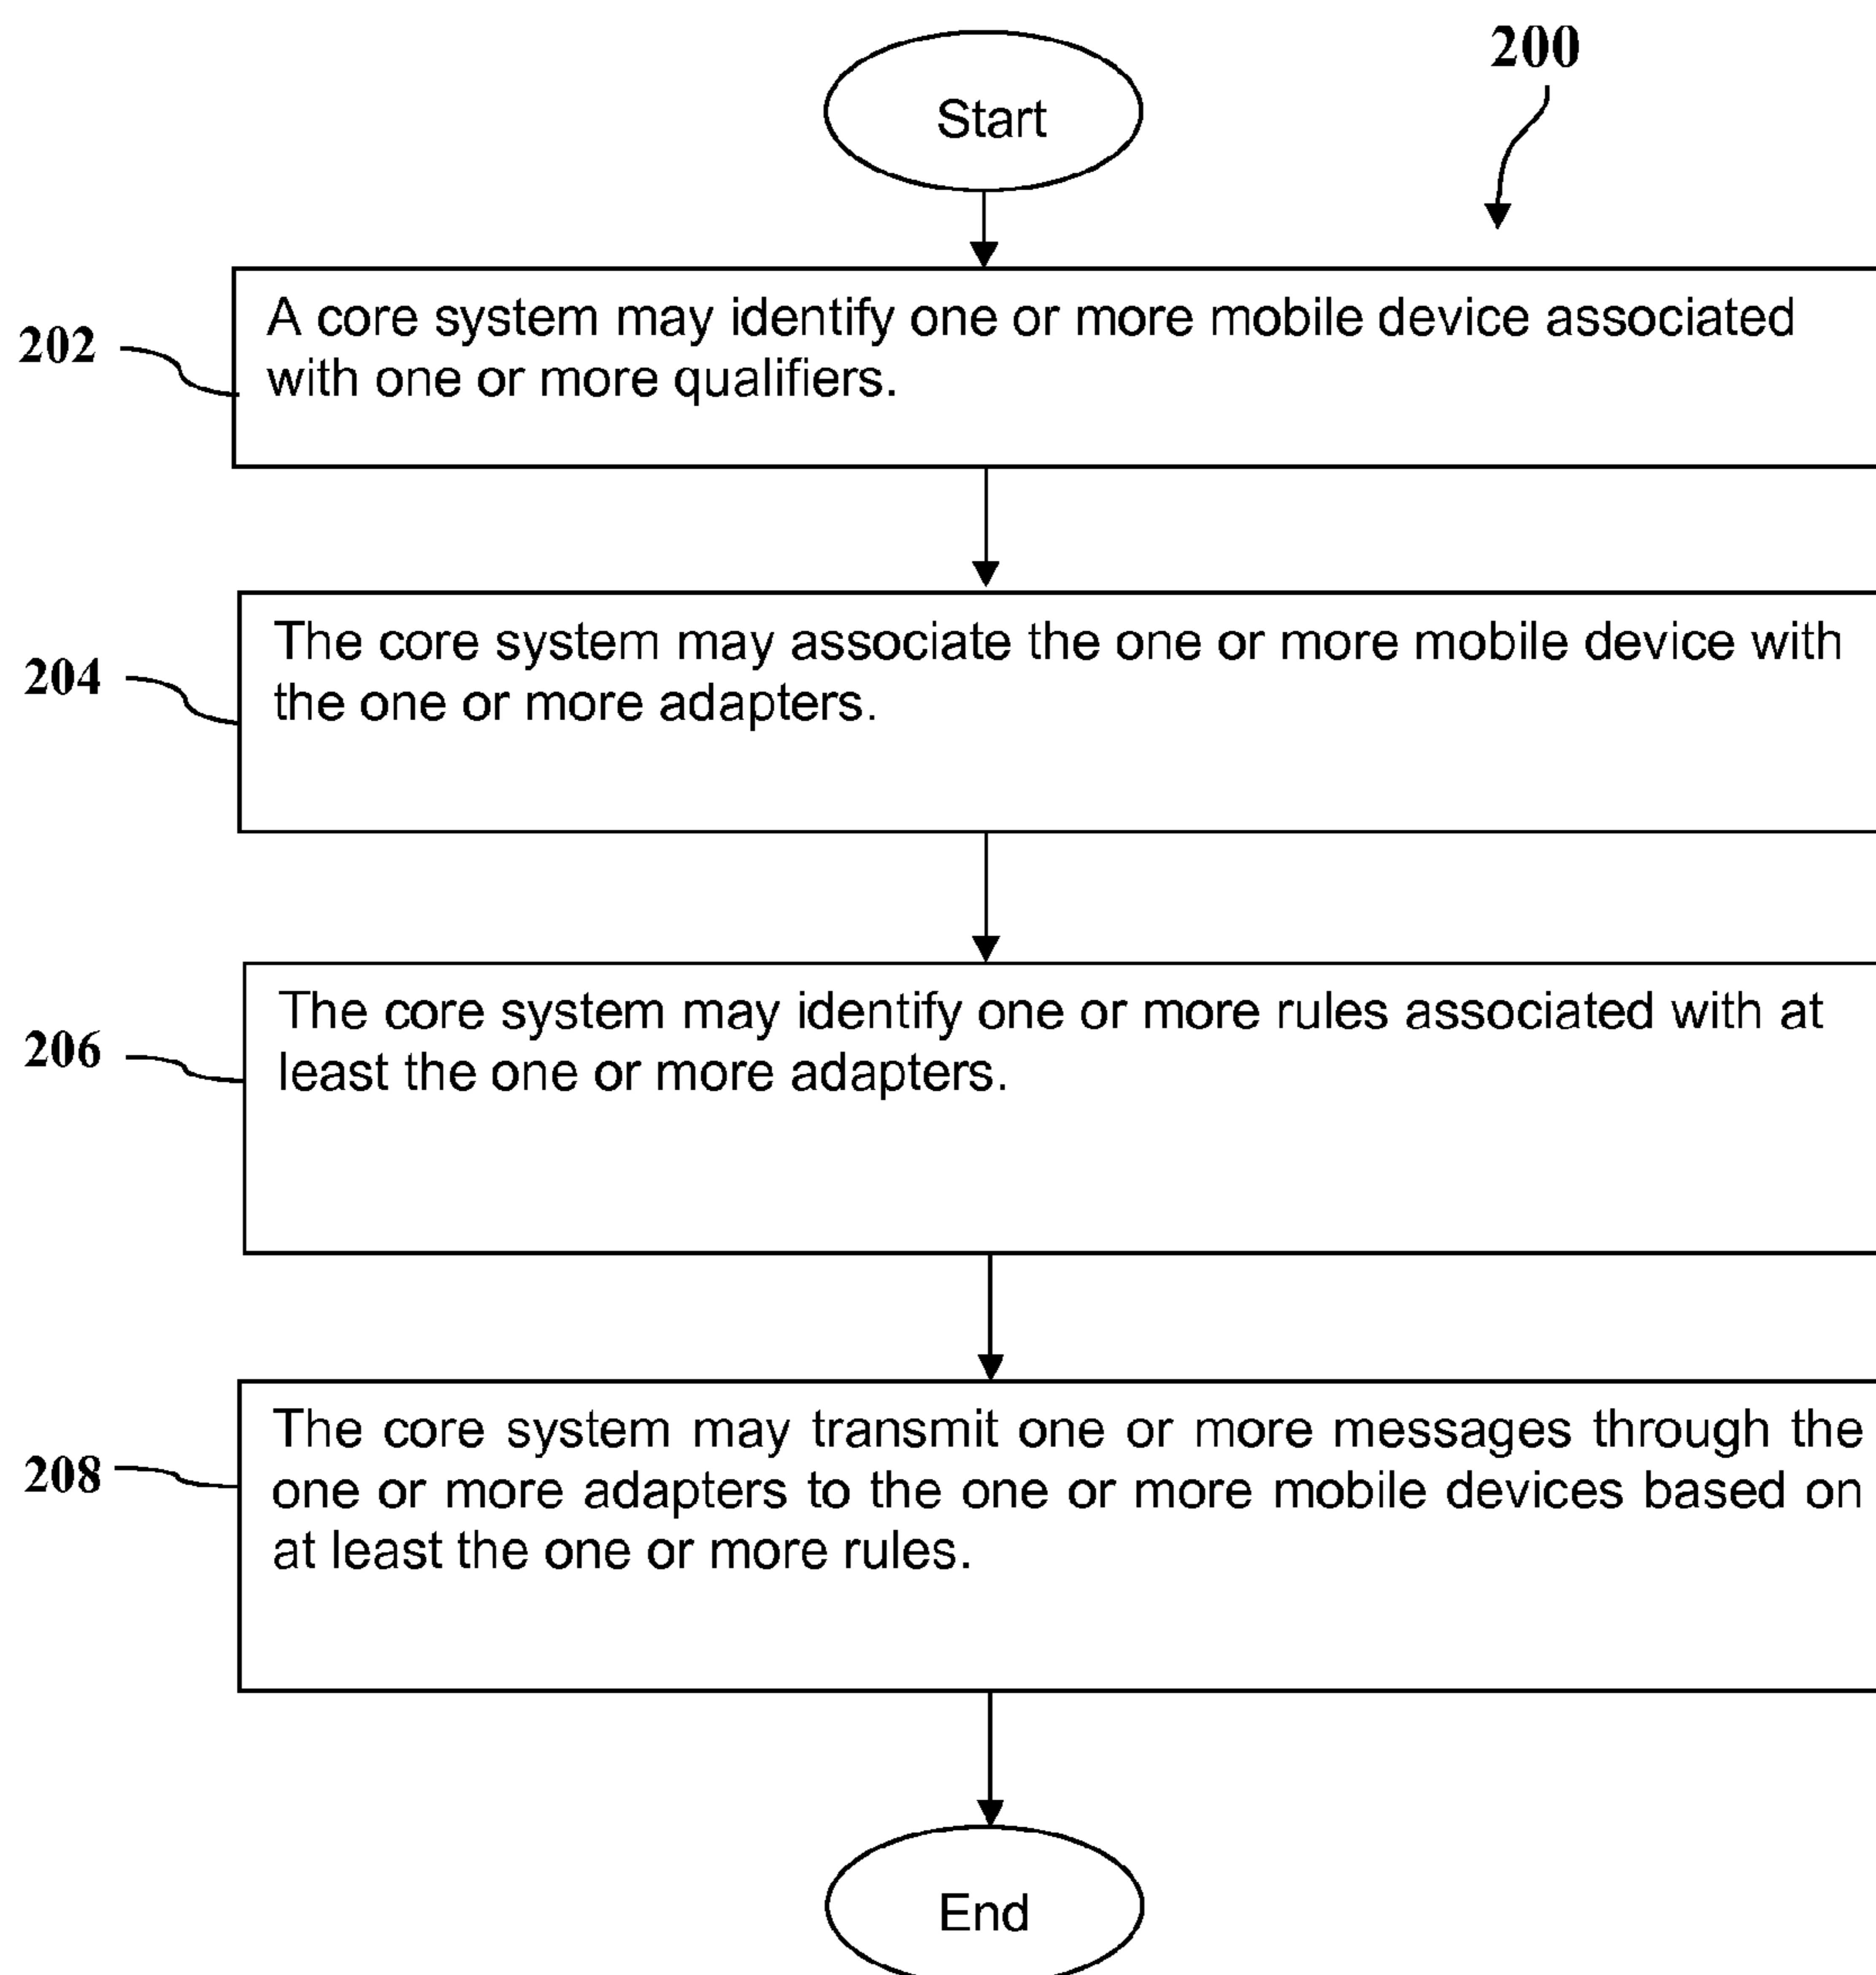 Start
200
202
A core system may identify one or more mobile device associated
with one or more qualifiers.
204
The core system may associate the one or more mobile device with
the one or more adapters.
206
The core system may identify one or more rules associated with at
least the one or more adapters.
208
The core system may transmit one or more messages through the
one or more adapters to the one or more mobile devices based on
at least the one or more rules.
End